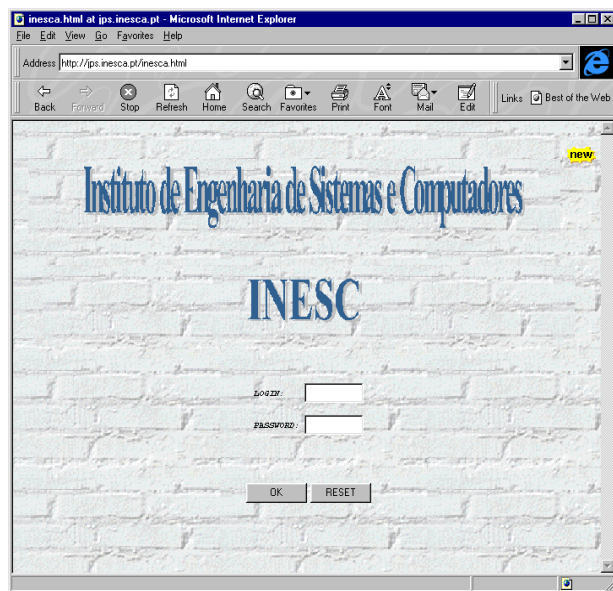 inesca.html at jps.inesca.pt - Microsoft Internet Explorer
File Edit View Go Favorites Help
Address http://jps.inesca.pt/inesca.html
Back Forward Stop Refresh Home Search Favorites Print Font Mail Edit Links Best of the Web
new
Instituto de Engenharia de Sistemas e Computadores
INESC
LOGIN:
PASSWORD:
OK RESET